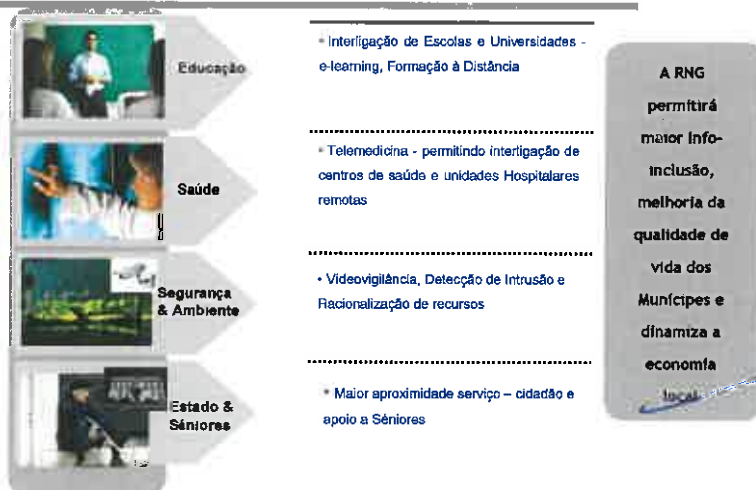 Educação
• Interligação de Escolas e Universidades -
e-learning, Formação à Distância
Saúde
• Telemedicina - permitindo interligação de
centros de saúde e unidades Hospitalares
remotas
Segurança
& Ambiente
• Videovigilância, Detecção de Intrusão e
Racionalização de recursos
Estado &
Séniores
• Maior aproximidade serviço – cidadão e
apoio a Séniores
A RNG
permitirá
maior info-
inclusão,
melhoria da
qualidade de
vida dos
Munícipes e
dinamiza a
economia
local